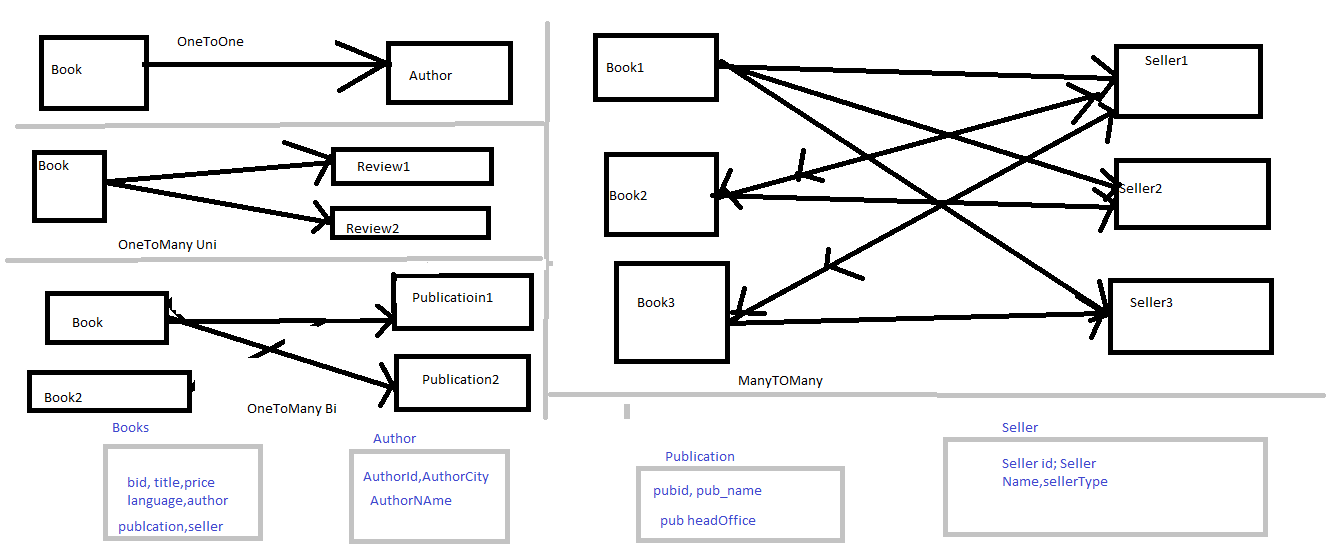 OneToOne
Book
Author
Book
Review1
Review2
OneToMany Uni
Publicatioin1
Book
Publication2
Book2
OneToMany Bi
Book1
Seller1
Book2
Seller2
Book3
Seller3
ManyTOMany
Books
bid, title,price
language,author
publcation,seller
Author
AuthorId,AuthorCity
AuthorNAme
Publication
pubid, pub_name
pub headOffice
Seller
Seller id; Seller
Name,sellerType